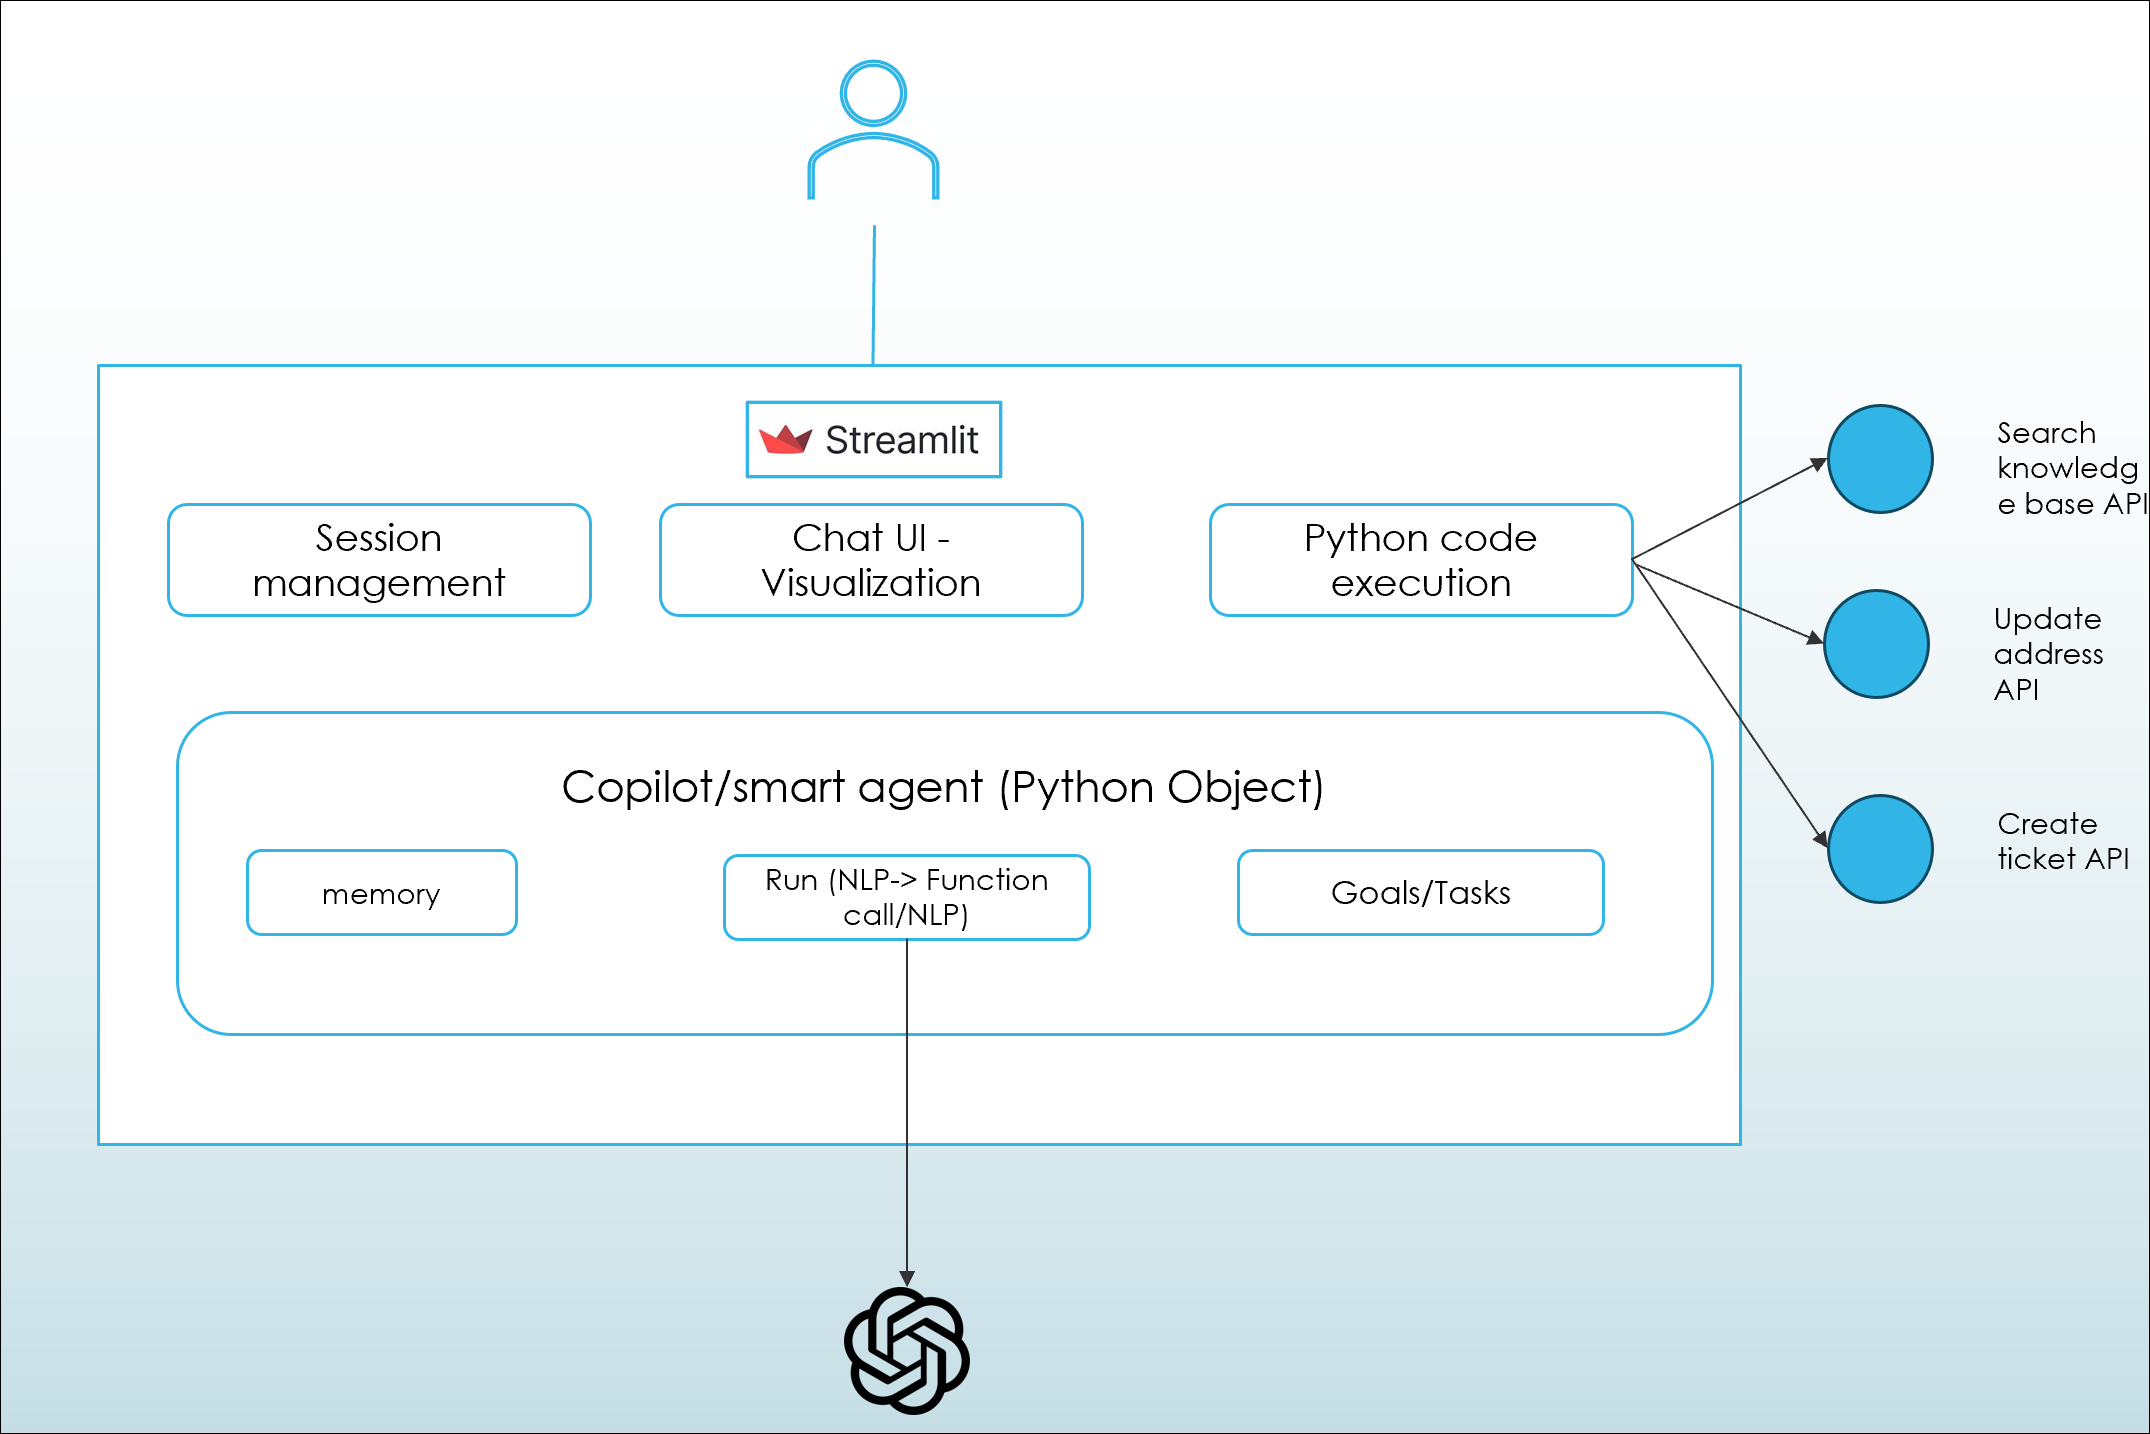 Streamlit
Session
management
Chat UI -
Visualization
Python code
execution
Search
knowledg
e base API
Update
address
API
Copilot/smart agent (Python Object)
memory
Run (NLP-> Function
call/NLP)
Goals/Tasks
Create
ticket API